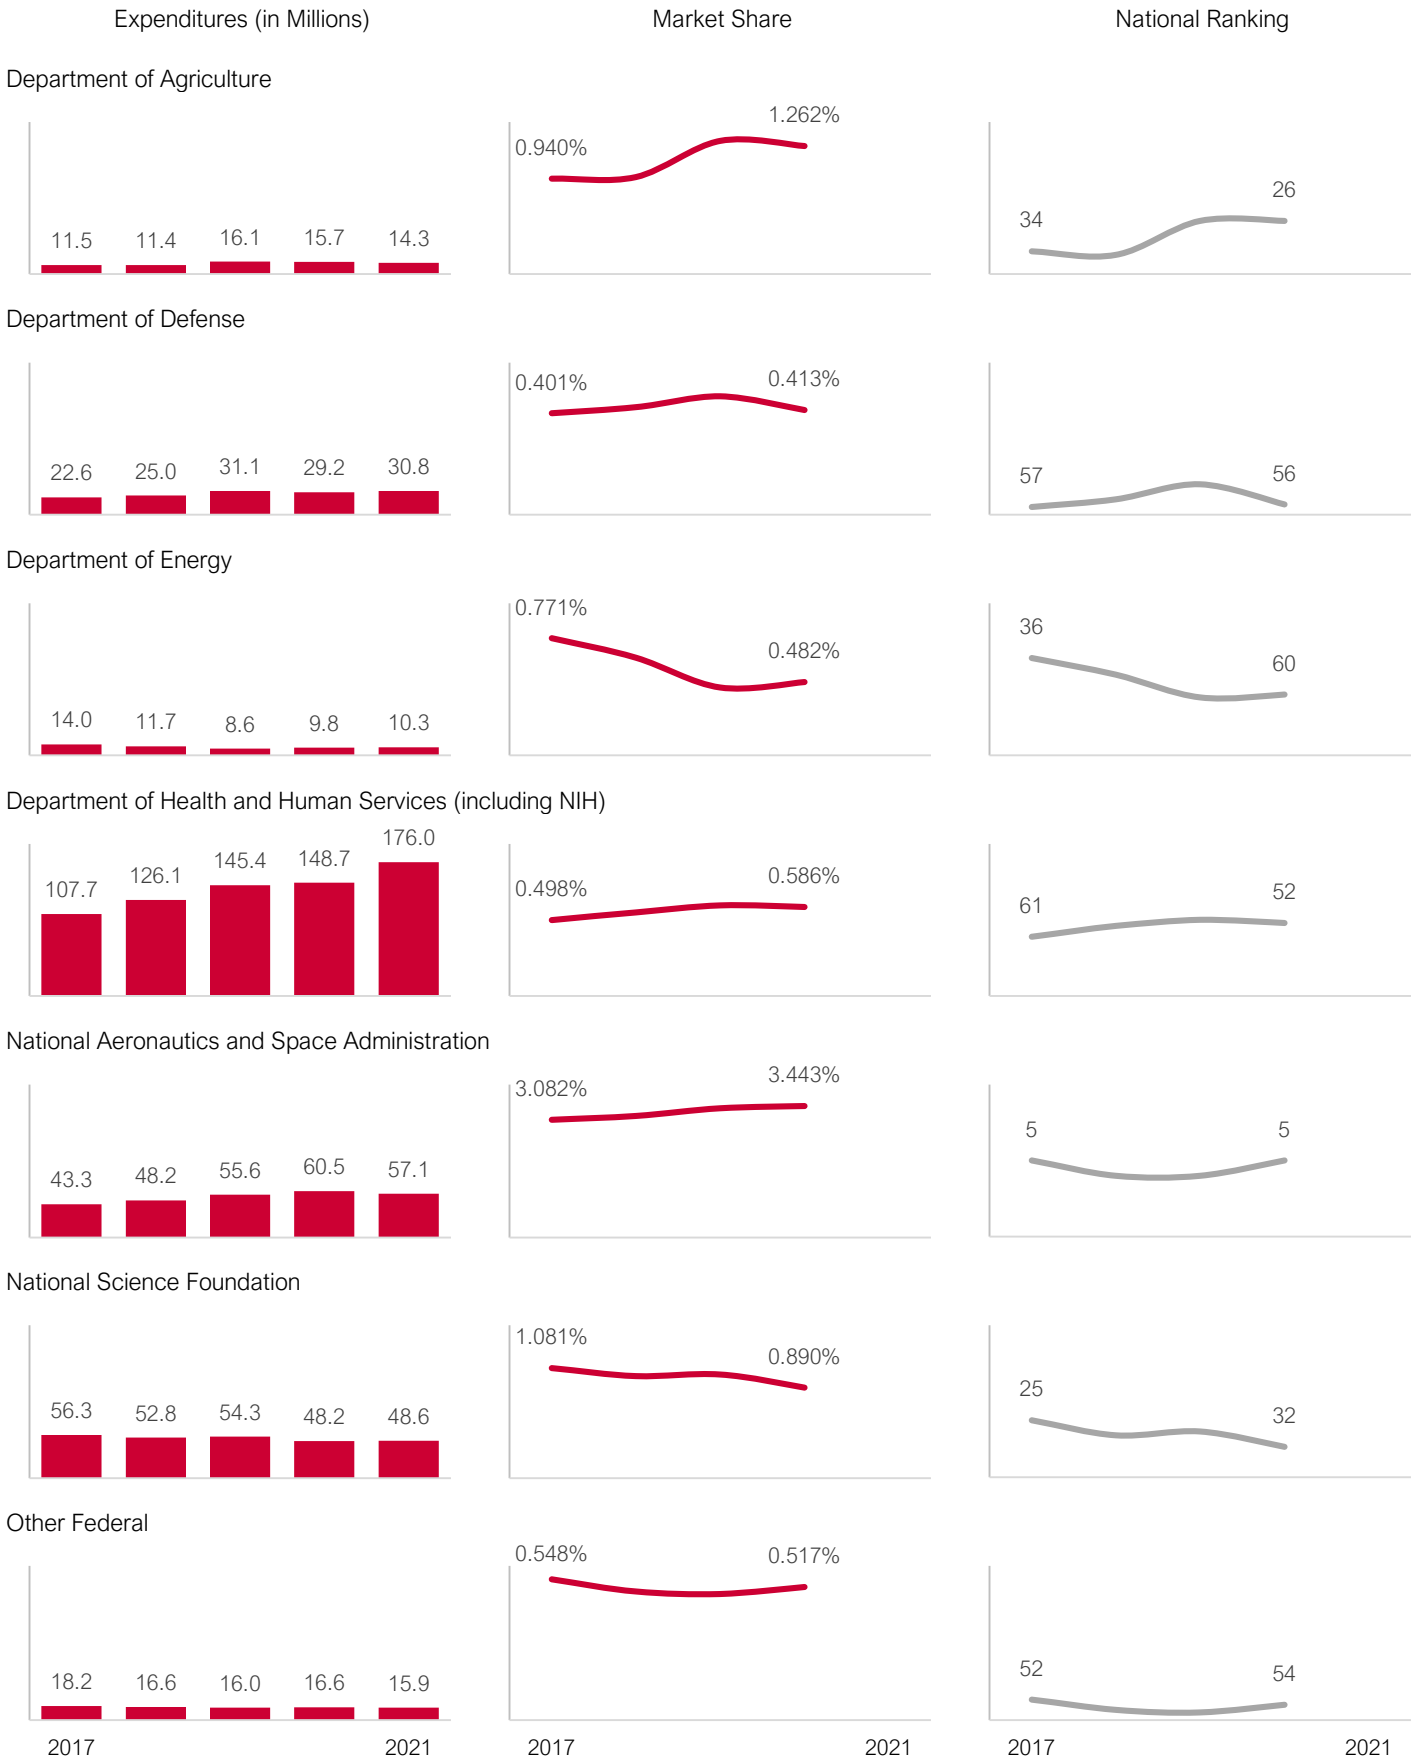 Expenditures (in Millions) Market Share National Ranking
Department of Agriculture
11.5 11.4 16.1 15.7 14.3
0.940% 1.262%
34 26
Department of Defense
22.6 25.0 31.1 29.2 30.8
0.401% 0.413%
57 56
Department of Energy
14.0 11.7 8.6 9.8 10.3
0.771% 0.482%
36 60
Department of Health and Human Services (including NIH)
107.7 126.1 145.4 148.7 176.0
0.498% 0.586%
61 52
National Aeronautics and Space Administration
43.3 48.2 55.6 60.5 57.1
3.082% 3.443%
5 5
National Science Foundation
56.3 52.8 54.3 48.2 48.6
1.081% 0.890%
25 32
Other Federal
18.2 16.6 16.0 16.6 15.9
0.548% 0.517%
52 54
2017 2021 2017 2021 2017 2021